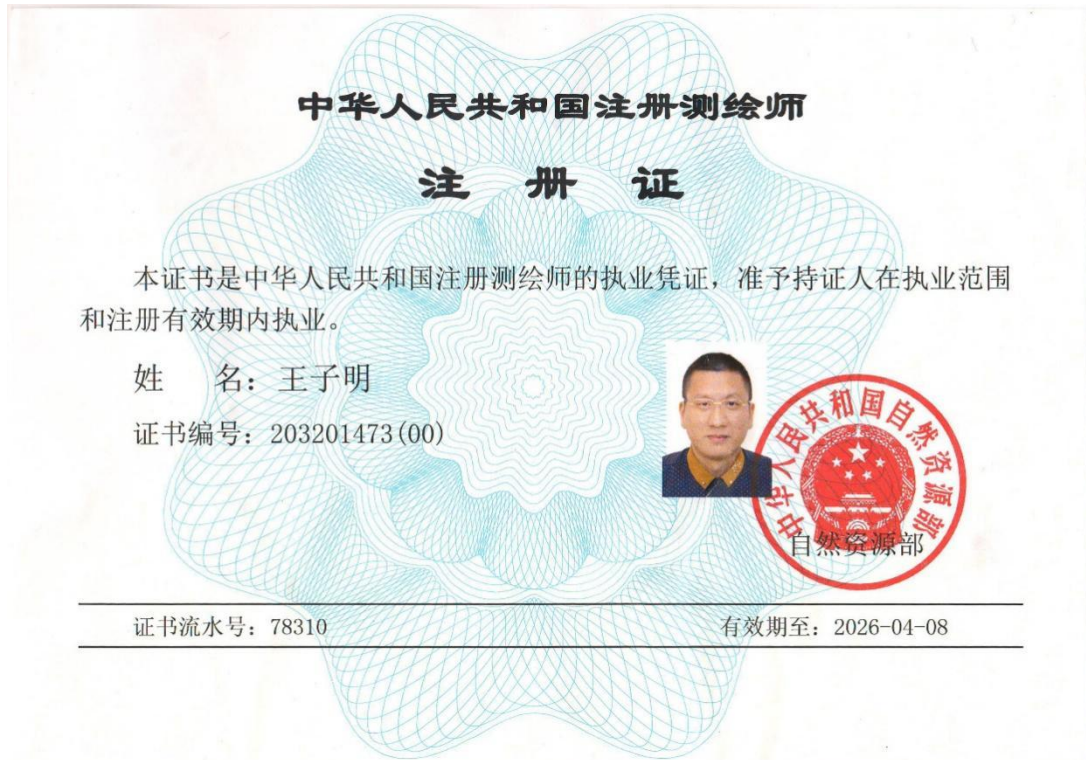 中华人民共和国注册测绘师
注 册 证
本证书是中华人民共和国注册测绘师的执业凭证，准予持证人在执业范围
和注册有效期内执业。
姓 名：王子明
证书编号：203201473(00)
中华人民共和国自然资源部
自然资源部
证书流水号：78310
有效期至：2026-04-08